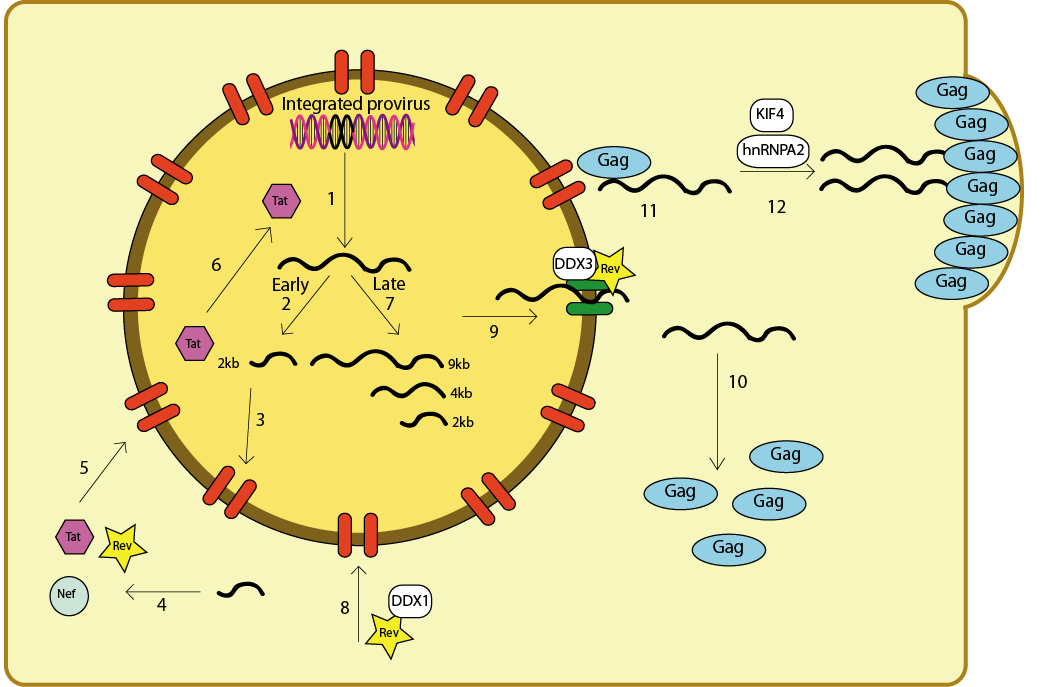 Integrated provirus
Tat
1
6
Early
2
Late
7
Tat
2kb
9kb
4kb
2kb
3
5
Tat
Rev
Nef
4
8
DDX1
Rev
9
DDX3
Rev
Gag
11
KIF4
hnRNPA2
12
Gag
Gag
Gag
Gag
Gag
Gag
Gag
10
Gag
Gag
Gag
Gag